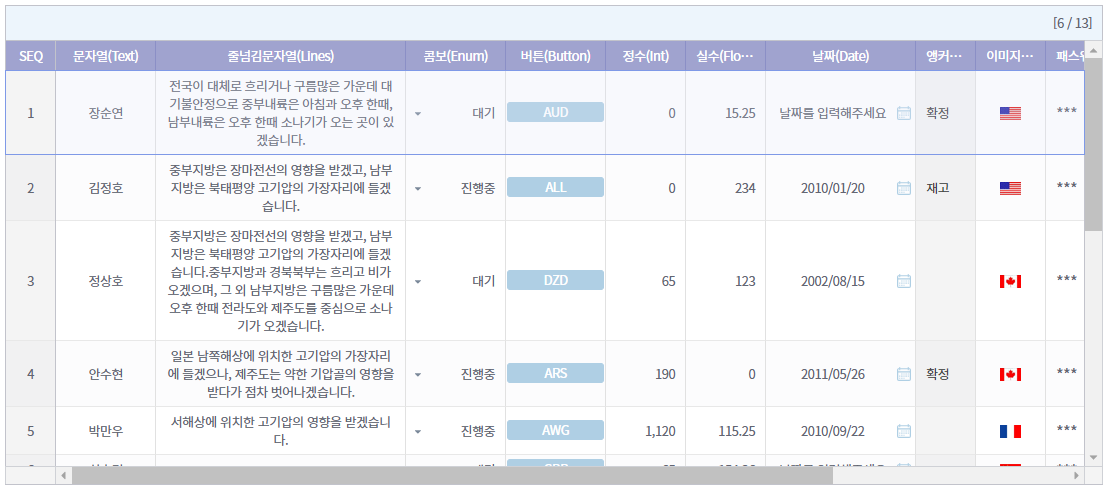 [6 / 13]
SEQ 문자열(Text) 줄넘김문자열(Lines) 콤보(Enum) 버튼(Button) 정수(Int) 실수(Flo··· 날짜(Date) 앵커··· 이미지···
전국이 대체로 흐리거나 구름많은 가운데 대
기불안정으로 중부내륙은 아침과 오후 한때,
1 장순연 대기 AUD 0 15.25 날짜를 입력해주세요 확정 ***
남부내륙은 오후 한때 소나기가 오는 곳이 있
겠습니다.
중부지방은 장마전선의 영향을 받겠고, 남부
2 김정호 지방은 북태평양 고기압의 가장자리에 들겠 진행중 ALL 0 234 2010/01/20 재고 ***
습니다.
중부지방은 장마전선의 영향을 받겠고, 남부
지방은 북태평양 고기압의 가장자리에 들겠
습니다.중부지방과 경북북부는 흐리고 비가
3 정상호 대기 DZD 65 123 2002/08/15 ***
오겠으며, 그 외 남부지방은 구름많은 가운데
오후 한때 전라도와 제주도를 중심으로 소나
기가 오겠습니다.
일본 남쪽해상에 위치한 고기압의 가장자리
4 안수현 에 들겠으나, 제주도는 약한 기압골의 영향을 진행중 ARS 190 0 2011/05/26 확정 ***
받다가 점차 벗어나겠습니다.
서해상에 위치한 고기압의 영향을 받겠습니
5 박만우 진행중 AWG 1,120 115.25 2010/09/22 ***
다.